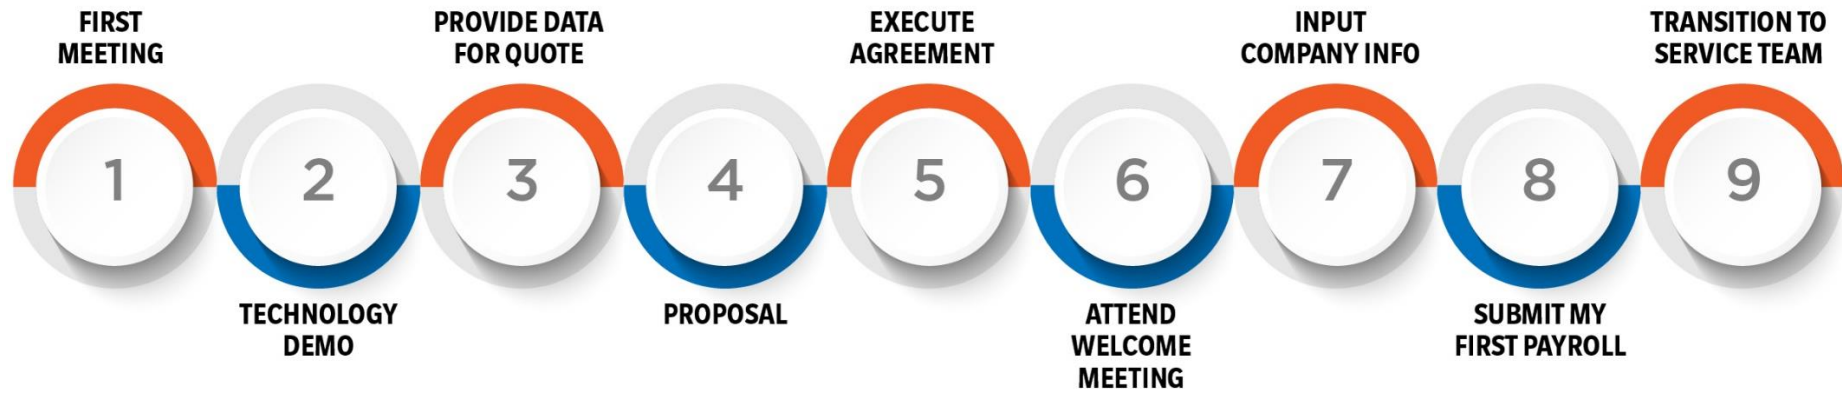 FIRST
MEETING
PROVIDE DATA
FOR QUOTE
EXECUTE
AGREEMENT
INPUT
COMPANY INFO
TRANSITION TO
SERVICE TEAM
1
2
3
4
5
6
7
8
9
TECHNOLOGY
DEMO
PROPOSAL
ATTEND
WELCOME
MEETING
SUBMIT MY
FIRST PAYROLL